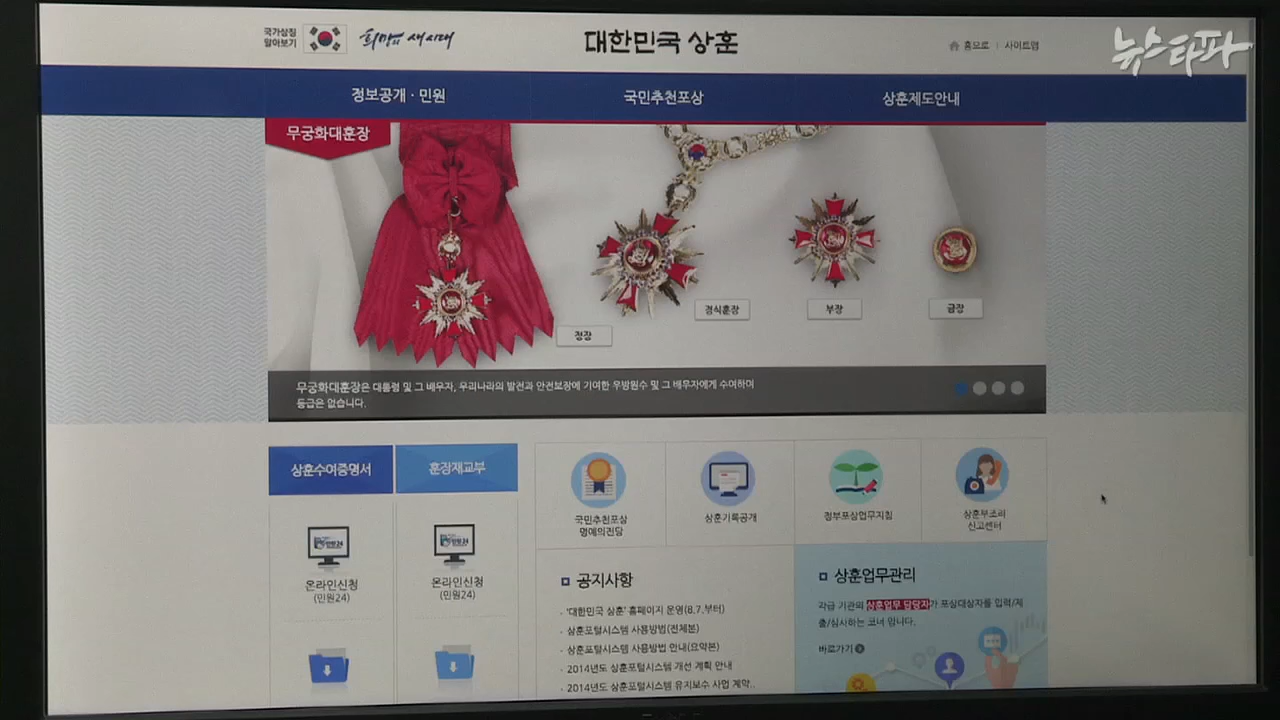 국가상징
알아보기
희망의 새시대
대한민국 상훈
홈으로 | 사이트맵
뉴스타파
정보공개 · 민원
국민추천포상
상훈제도안내
무궁화대훈장
정장
경식훈장
부장
금장
무궁화대훈장은 대통령 및 그 배우자, 우리나라의 발전과 안전보장에 기여한 우방원수 및 그 배우자에게 수여하며
등급은 없습니다.
상훈수여증명서
훈장재교부
온라인신청
(민원24)
온라인신청
(민원24)
국민추천포상
명예의전당
상훈기록공개
정부포상업무지침
상훈부조리
신고센터
공지사항
· '대한민국 상훈' 홈페이지 운영(8.7.부터)
· 상훈포털시스템 사용방법(전체본)
· 상훈포털시스템 사용방법 안내(요약본)
· 2014년도 상훈포털시스템 개선 계획 안내
· 2014년도 상훈포털시스템 유지보수 사업 계약..
상훈업무관리
각급 기관의 상훈업무 담당자가 포상대상자를 입력/제
출/심사하는 코너 입니다.
바로가기